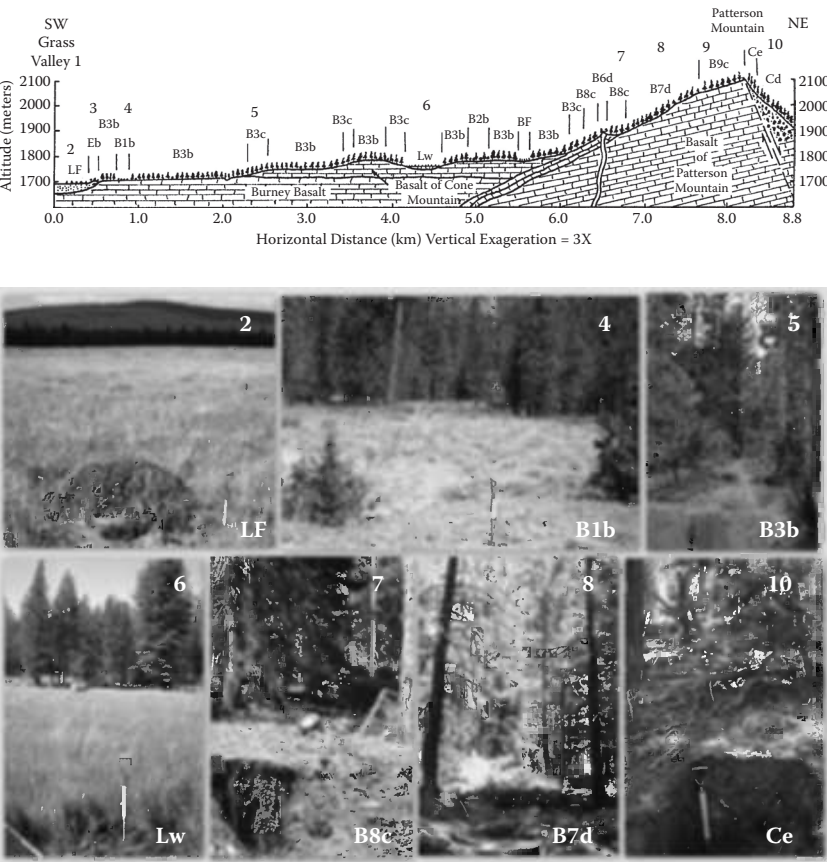 SW
Grass
Valley 1
Patterson
Mountain
NE
2
3
4
5
6
7
8
9
10
LF
Eb
B3b
B1b
B3b
B3c
B3b
B3c
B3b
B3c
Lw
B3b
B2b
B3b
BF
B3b
B3c
B8c
B6d
B8c
B7d
B9c
Ce
Cd
Altitude (meters)
2100
2000
1900
1800
1700
2100
2000
1900
1800
1700
Burney Basalt
Basalt of Cone
Mountain
Basalt
of
Patterson
Mountain
0.0 1.0 2.0 3.0 4.0 5.0 6.0 7.0 8.0 8.8
Horizontal Distance (km) Vertical Exageration = 3X
2
LF
4
B1b
5
B3b
6
Lw
7
B8c
8
B7d
10
Ce